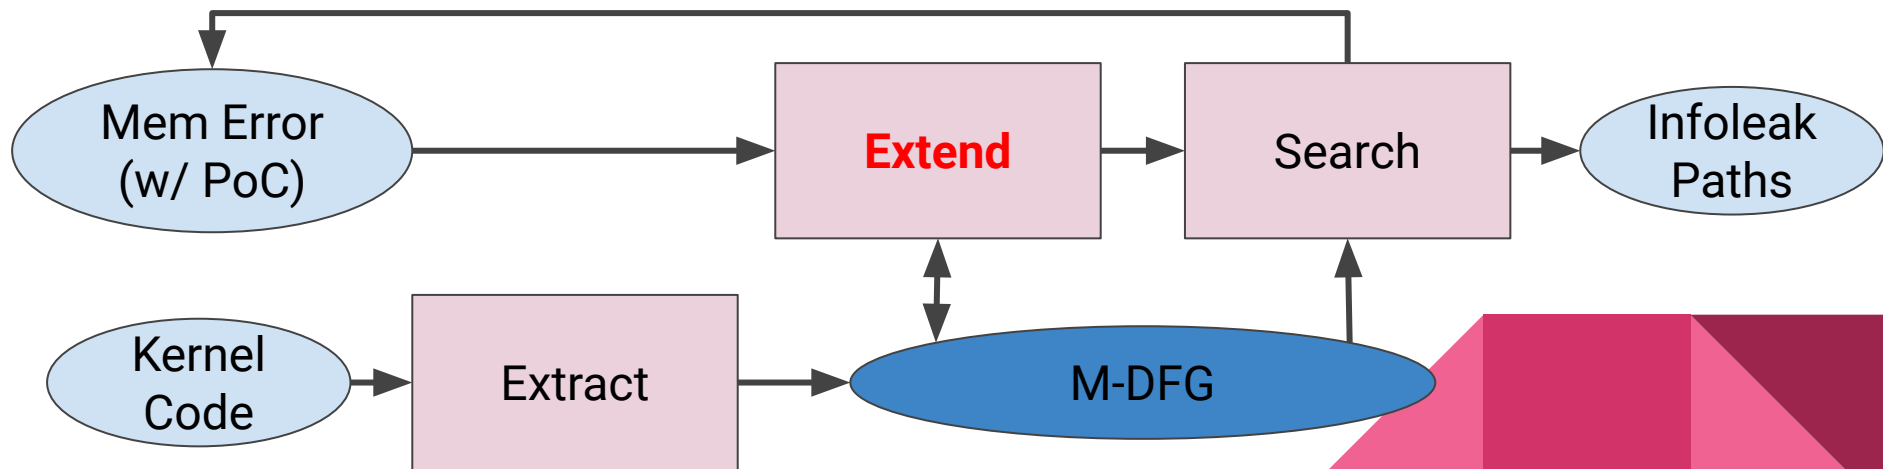 Mem Error
(w/ PoC)
Extend
Search
Infoleak
Paths
Kernel
Code
Extract
M-DFG